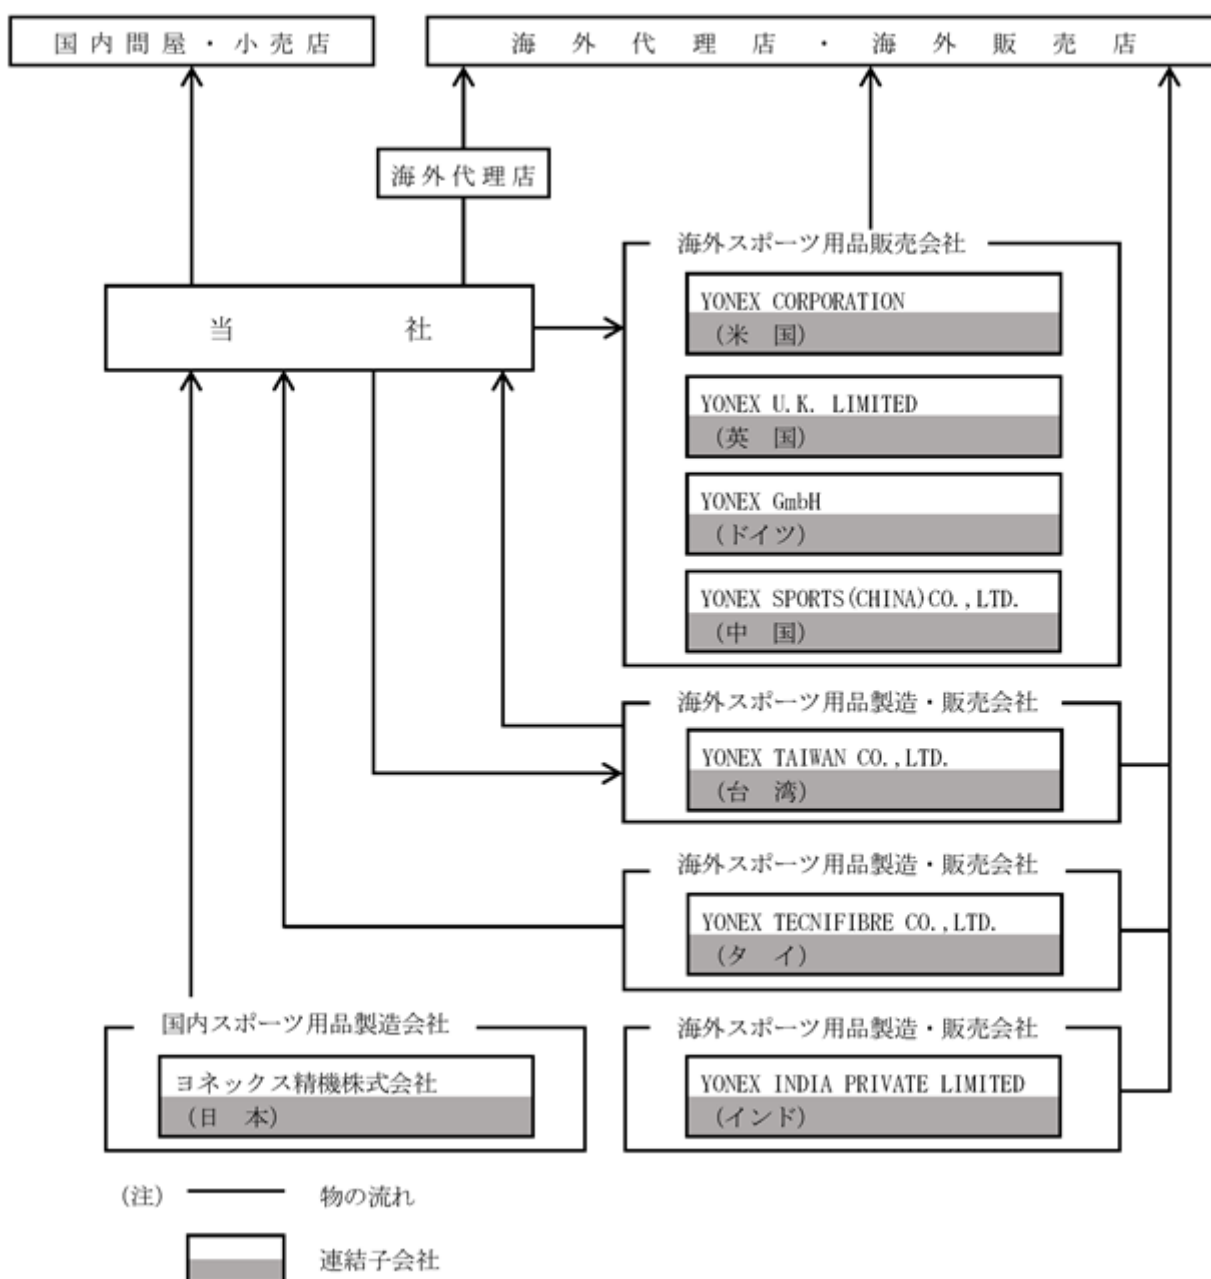 国内問屋・小売店
海外代理店・海外販売店
海外代理店
海外スポーツ用品販売会社
当社
YONEX CORPORATION
(米 国)
YONEX U.K. LIMITED
(英 国)
YONEX GmbH
(ドイツ)
YONEX SPORTS(CHINA)CO.,LTD.
(中 国)
海外スポーツ用品製造・販売会社
YONEX TAIWAN CO.,LTD.
(台 湾)
海外スポーツ用品製造・販売会社
YONEX TECNIFIBRE CO.,LTD.
(タ イ)
国内スポーツ用品製造会社
ヨネックス精機株式会社
(日 本)
海外スポーツ用品製造・販売会社
YONEX INDIA PRIVATE LIMITED
(インド)
(注) 物の流れ
連結子会社